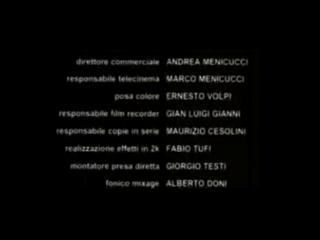 direttore commerciale ANDREA MENICUCCI
responsabile telecinema MARCO MENICUCCI
posa colore ERNESTO VOLPI
responsabile film recorder GIAN LUIGI GIANNI
responsabile copie in serie MAURIZIO CESOLINI
realizzazione effetti in 2k FABIO TUFI
montatore presa diretta GIORGIO TESTI
fonico mixage ALBERTO DONI